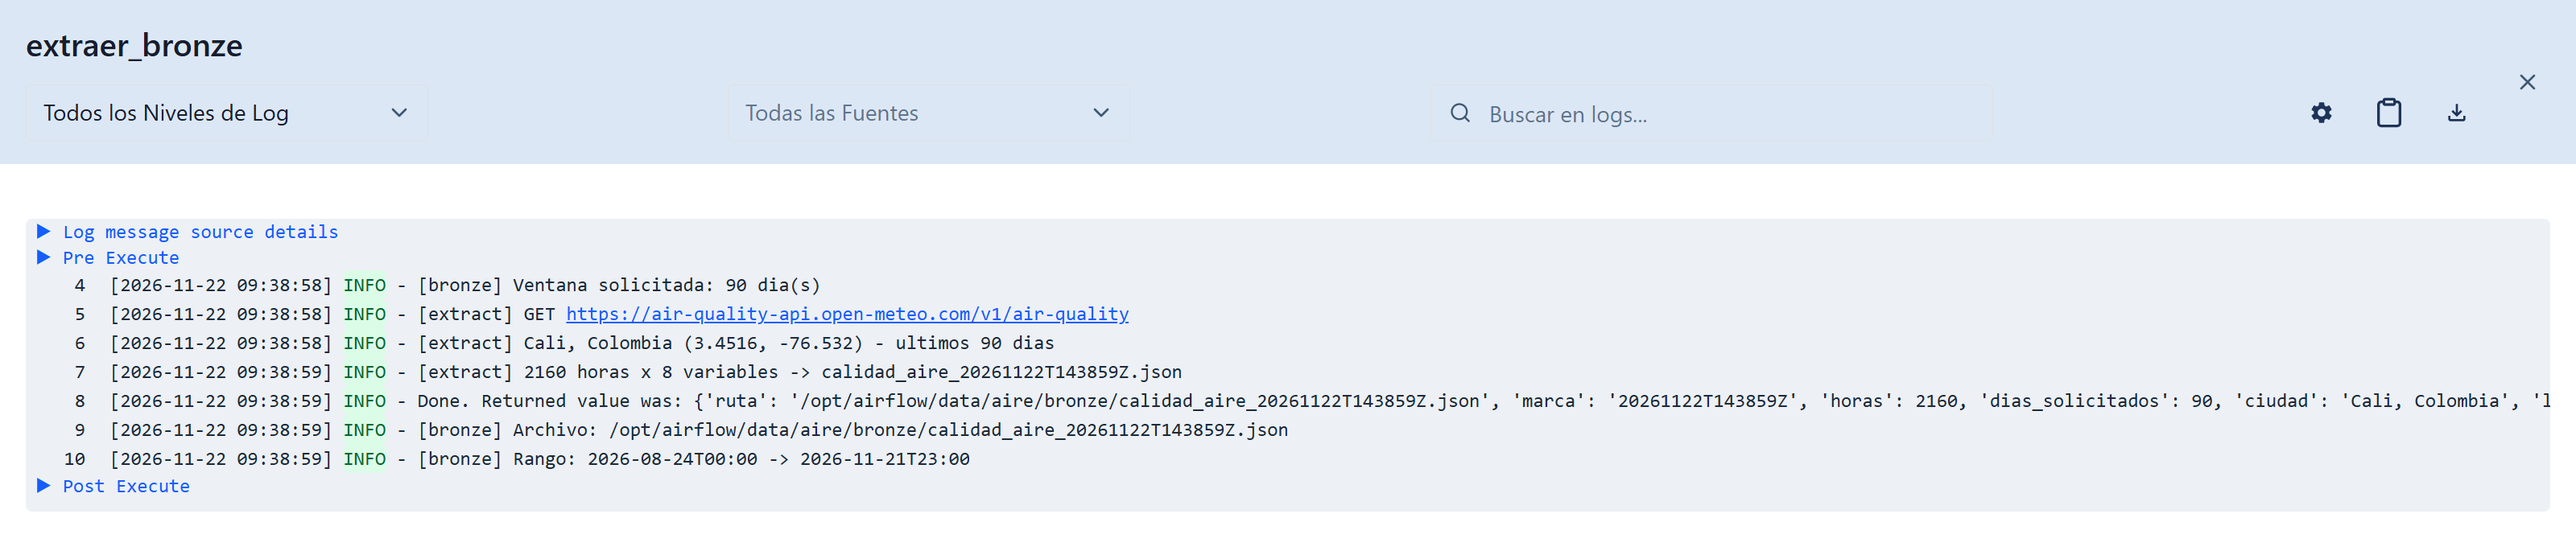 extraer_bronze
Todos los Niveles de Log
Todas las Fuentes
Buscar en logs...
Log message source details
Pre Execute
4 [2026-11-22 09:38:58] INFO - [bronze] Ventana solicitada: 90 dia(s)
5 [2026-11-22 09:38:58] INFO - [extract] GET https://air-quality-api.open-meteo.com/v1/air-quality
6 [2026-11-22 09:38:58] INFO - [extract] Cali, Colombia (3.4516, -76.532) - ultimos 90 dias
7 [2026-11-22 09:38:59] INFO - [extract] 2160 horas x 8 variables -> calidad_aire_20261122T143859Z.json
8 [2026-11-22 09:38:59] INFO - Done. Returned value was: {'ruta': '/opt/airflow/data/aire/bronze/calidad_aire_20261122T143859Z.json', 'marca': '20261122T143859Z', 'horas': 2160, 'dias_solicitados': 90, 'ciudad': 'Cali, Colombia', 'l
9 [2026-11-22 09:38:59] INFO - [bronze] Archivo: /opt/airflow/data/aire/bronze/calidad_aire_20261122T143859Z.json
10 [2026-11-22 09:38:59] INFO - [bronze] Rango: 2026-08-24T00:00 -> 2026-11-21T23:00
Post Execute